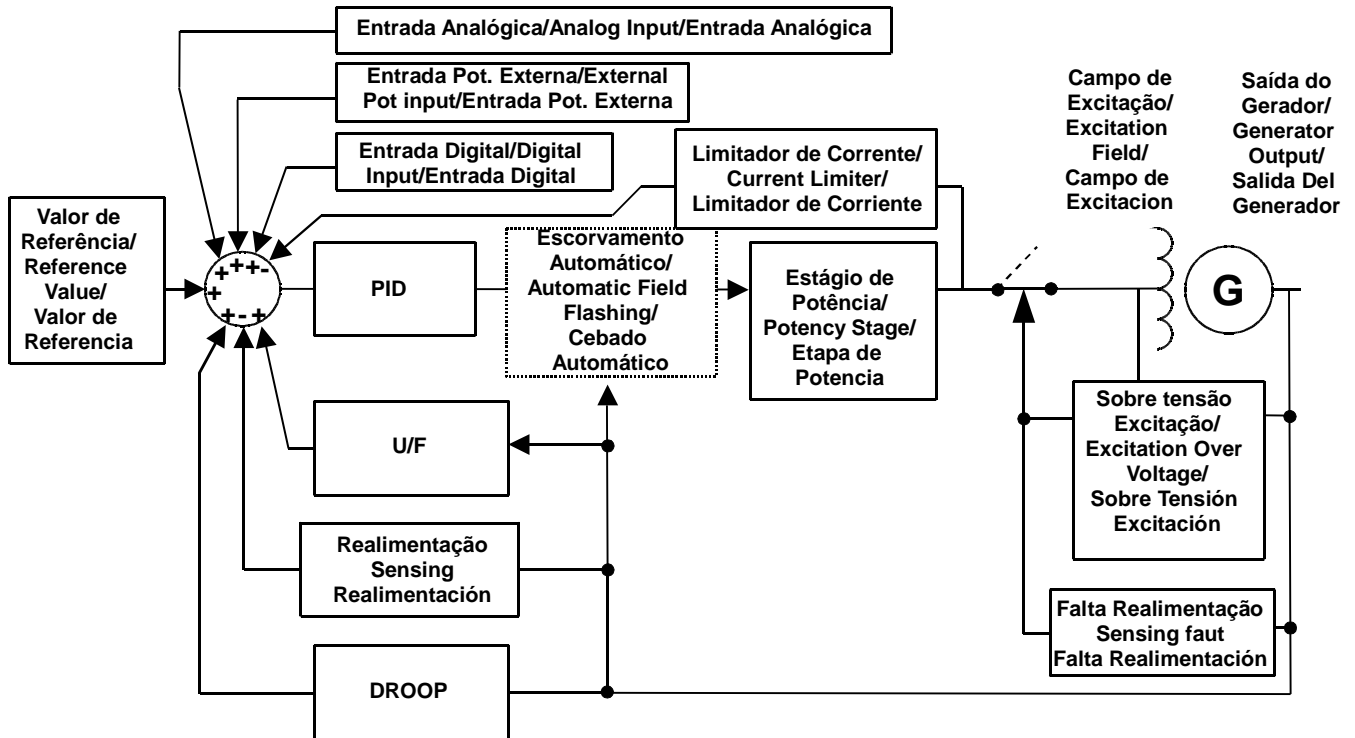 Entrada Analógica/Analog Input/Entrada Analógica
Entrada Pot. Externa/External
Pot input/Entrada Pot. Externa
Entrada Digital/Digital
Input/Entrada Digital
Limitador de Corrente/
Current Limiter/
Limitador de Corriente
Campo de
Excitação/
Excitation
Field/
Campo de
Excitacion
Saída do
Gerador/
Generator
Output/
Salida Del
Generador
Valor de
Referência/
Reference
Value/
Valor de
Referencia
+ + + + - + + - +
PID
Escorvamento
Automático/
Automatic Field
Flashing/
Cebado
Automático
Estágio de
Potência/
Potency Stage/
Etapa de
Potencia
G
U/F
Sobre tensão
Excitação/
Excitation Over
Voltage/
Sobre Tensión
Excitación
Realimentação
Sensing
Realimentación
Falta Realimentação
Sensing faut
Falta Realimentación
DROOP